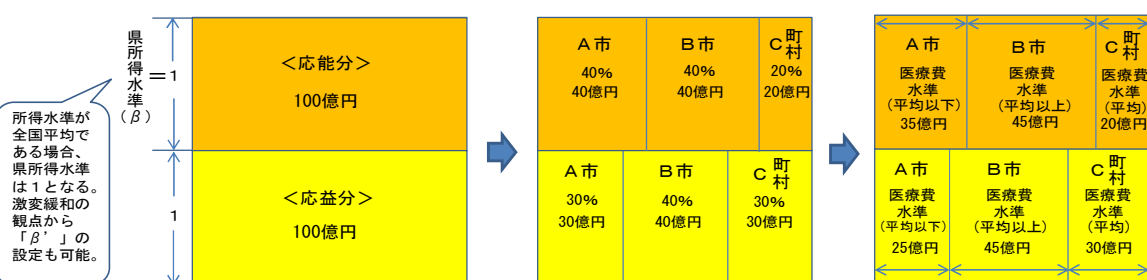 所得水準が
全国平均で
ある場合、
県所得水準
は1となる。
激変緩和の
観点から
「β’」の
設定も可能。
県所得水準(β)
=1
1
<応能分>
100億円
<応益分>
100億円
A市
40%
40億円
B市
40%
40億円
C町村
20%
20億円
A市
30%
30億円
B市
40%
40億円
C町村
30%
30億円
A市
医療費
水準
(平均以下)
35億円
B市
医療費
水準
(平均以上)
45億円
C町村
医療費
水準
(平均)
20億円
A市
医療費
水準
(平均以下)
25億円
B市
医療費
水準
(平均以上)
45億円
C町村
医療費
水準
(平均)
30億円